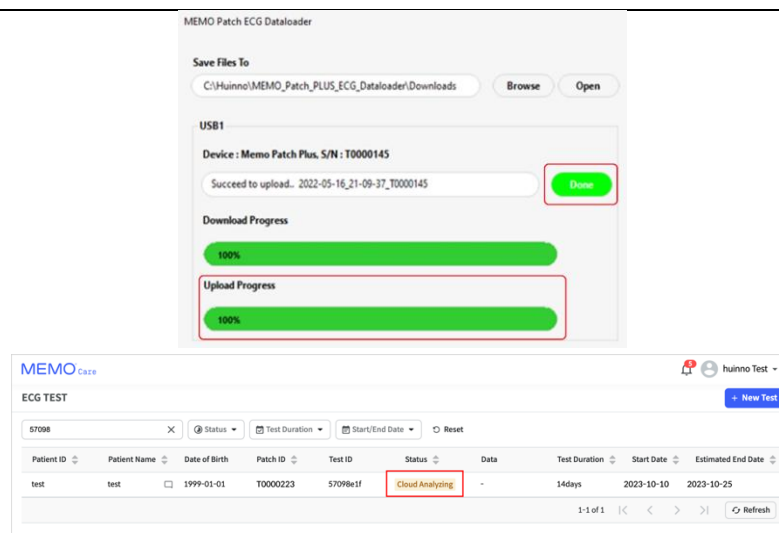 MEMO Patch ECG Dataloader
Save Files To
C:\Huinno\MEMO_Patch_PLUS_ECG_Dataloader\Downloads Browse Open
USB1
Device : Memo Patch Plus, S/N : T0000145
Succeed to upload.. 2022-05-16_21-09-37_T0000145 Done
Download Progress
100%
Upload Progress
100%
MEMO Care 5 huinno Test
ECG TEST + New Test
57098 Status Test Duration Start/End Date Reset
Patient ID Patient Name Date of Birth Patch ID Test ID Status Data Test Duration Start Date Estimated End Date
test test 1999-01-01 T0000223 57098e1f Cloud Analyzing - 14days 2023-10-10 2023-10-25
1-1 of 1 Refresh